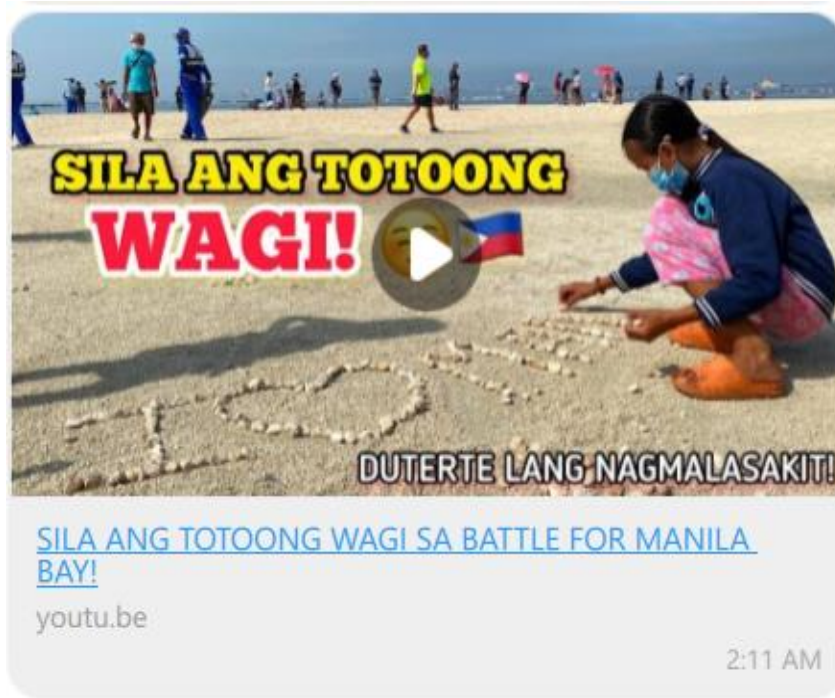 SILA ANG TOTOONG
WAGI!
I
DUTERTE LANG NAGMALASAKIT!
SILA ANG TOTOONG WAGI SA BATTLE FOR MANILA
BAY!
youtu.be
2:11 AM